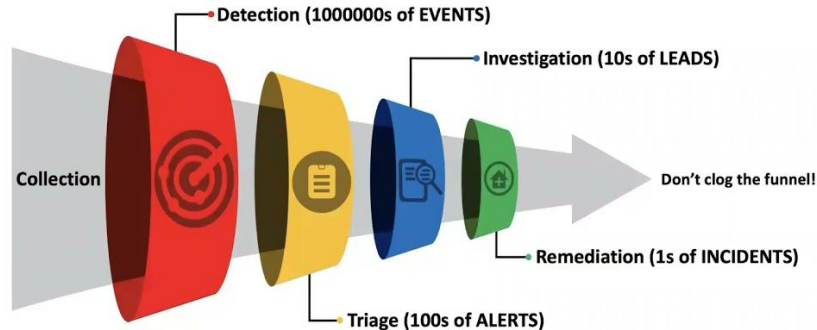 Detection (1000000s of EVENTS)
Investigation (10s of LEADS)
Collection
Don't clog the funnel!
Remediation (1s of INCIDENTS)
Triage (100s of ALERTS)